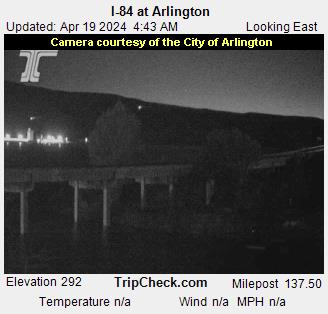 I-84 at Arlington
Updated: Apr 19 2024 4:43 AM Looking East
Camera courtesy of the City of Arlington
Elevation 292 TripCheck.com Milepost 137.50
Temperature n/a Wind n/a MPH n/a